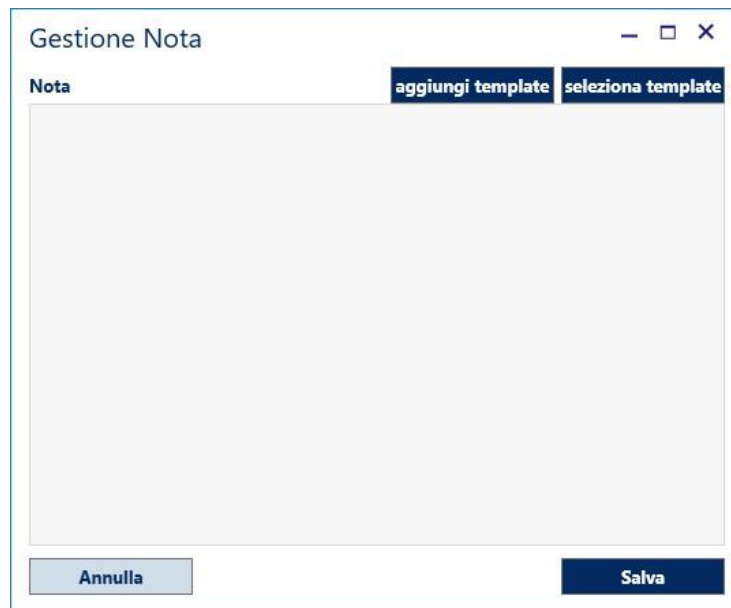 Gestione Nota
Nota aggiungi template seleziona template
Annulla Salva